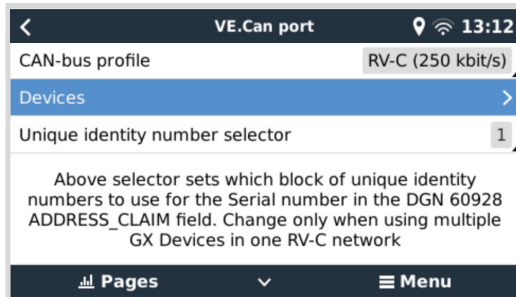 VE.Can port 13:12
CAN-bus profile RV-C (250 kbit/s)
Devices
Unique identity number selector 1
Above selector sets which block of unique identity
numbers to use for the Serial number in the DGN 60928
ADDRESS_CLAIM field. Change only when using multiple
GX Devices in one RV-C network
Pages Menu